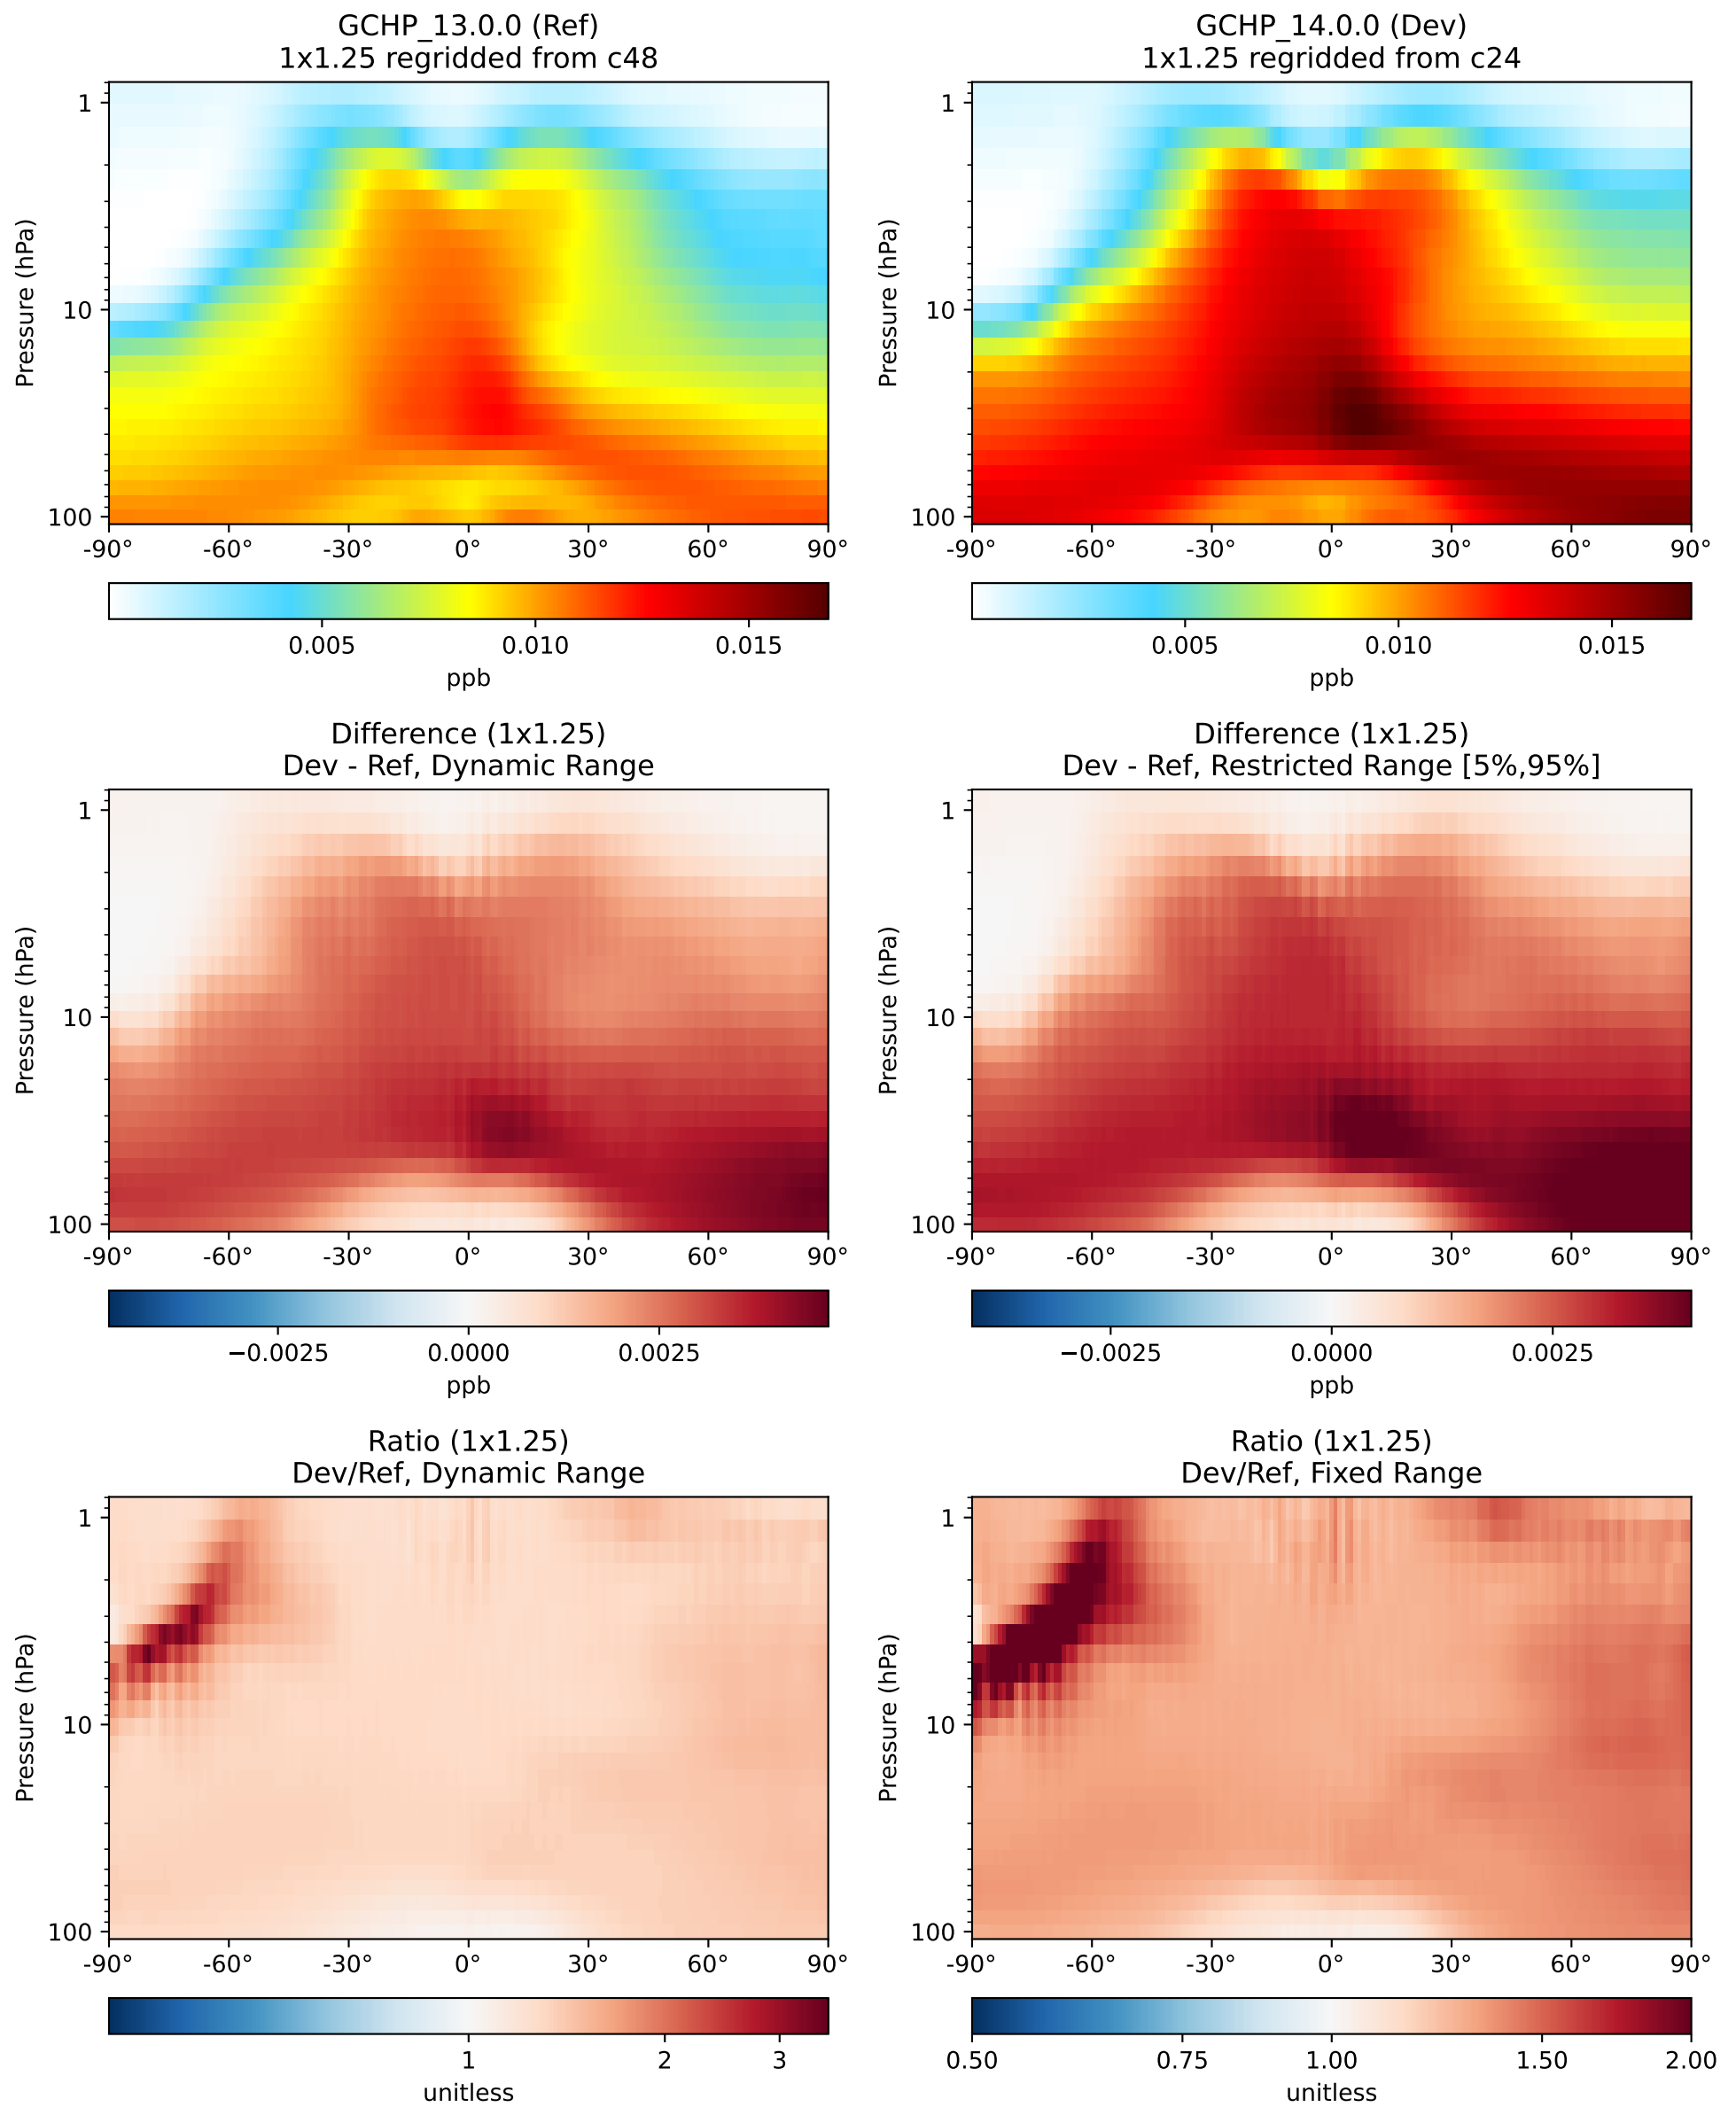 GCHP_13.0.0 (Ref)
1x1.25 regridded from c48
Pressure (hPa)
1
10
100
-90° -60° -30° 0° 30° 60° 90°
0.005 0.010 0.015
ppb
GCHP_14.0.0 (Dev)
1x1.25 regridded from c24
Pressure (hPa)
1
10
100
-90° -60° -30° 0° 30° 60° 90°
0.005 0.010 0.015
ppb
Difference (1x1.25)
Dev - Ref, Dynamic Range
Pressure (hPa)
1
10
100
-90° -60° -30° 0° 30° 60° 90°
−0.0025 0.0000 0.0025
ppb
Difference (1x1.25)
Dev - Ref, Restricted Range [5%,95%]
Pressure (hPa)
1
10
100
-90° -60° -30° 0° 30° 60° 90°
−0.0025 0.0000 0.0025
ppb
Ratio (1x1.25)
Dev/Ref, Dynamic Range
Pressure (hPa)
1
10
100
-90° -60° -30° 0° 30° 60° 90°
1 2 3
unitless
Ratio (1x1.25)
Dev/Ref, Fixed Range
Pressure (hPa)
1
10
100
-90° -60° -30° 0° 30° 60° 90°
0.50 0.75 1.00 1.50 2.00
unitless